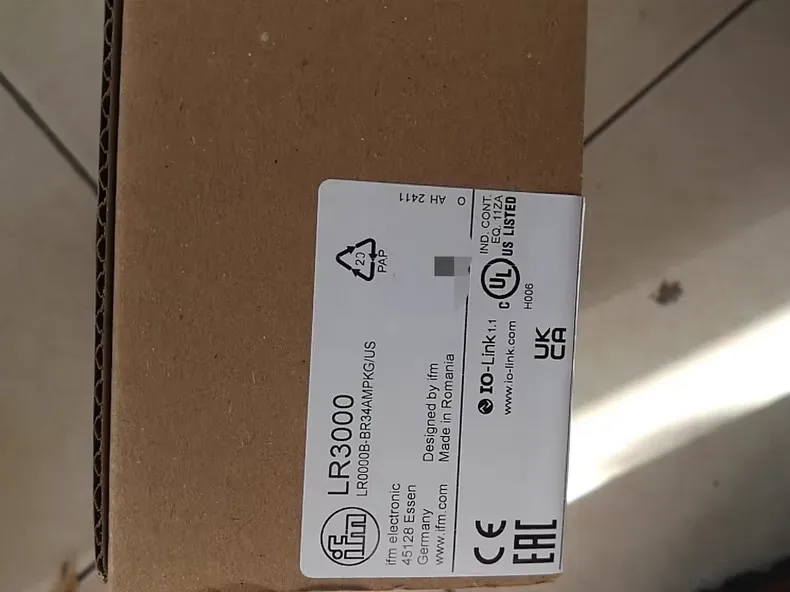 ifm
LR3000
LR0000B-BR34AMPKG/US
20
PAP
ifm electronic
45128 Essen
Germany
www.ifm.com
Designed by ifm
Made in Romania
O AH 2411
IO-Link 1.1
www.io-link.com
C UL US LISTED
IND. CONT.
EQ. 11ZA
H006
CE
EAC
UK
CA